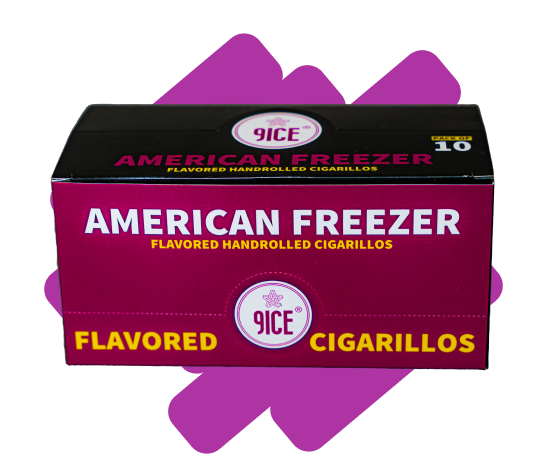 9ICE®
PACK OF
10
AMERICAN FREEZER
FLAVORED HANDROLLED CIGARILLOS
AMERICAN FREEZER
FLAVORED HANDROLLED CIGARILLOS
9ICE®
FLAVORED CIGARILLOS